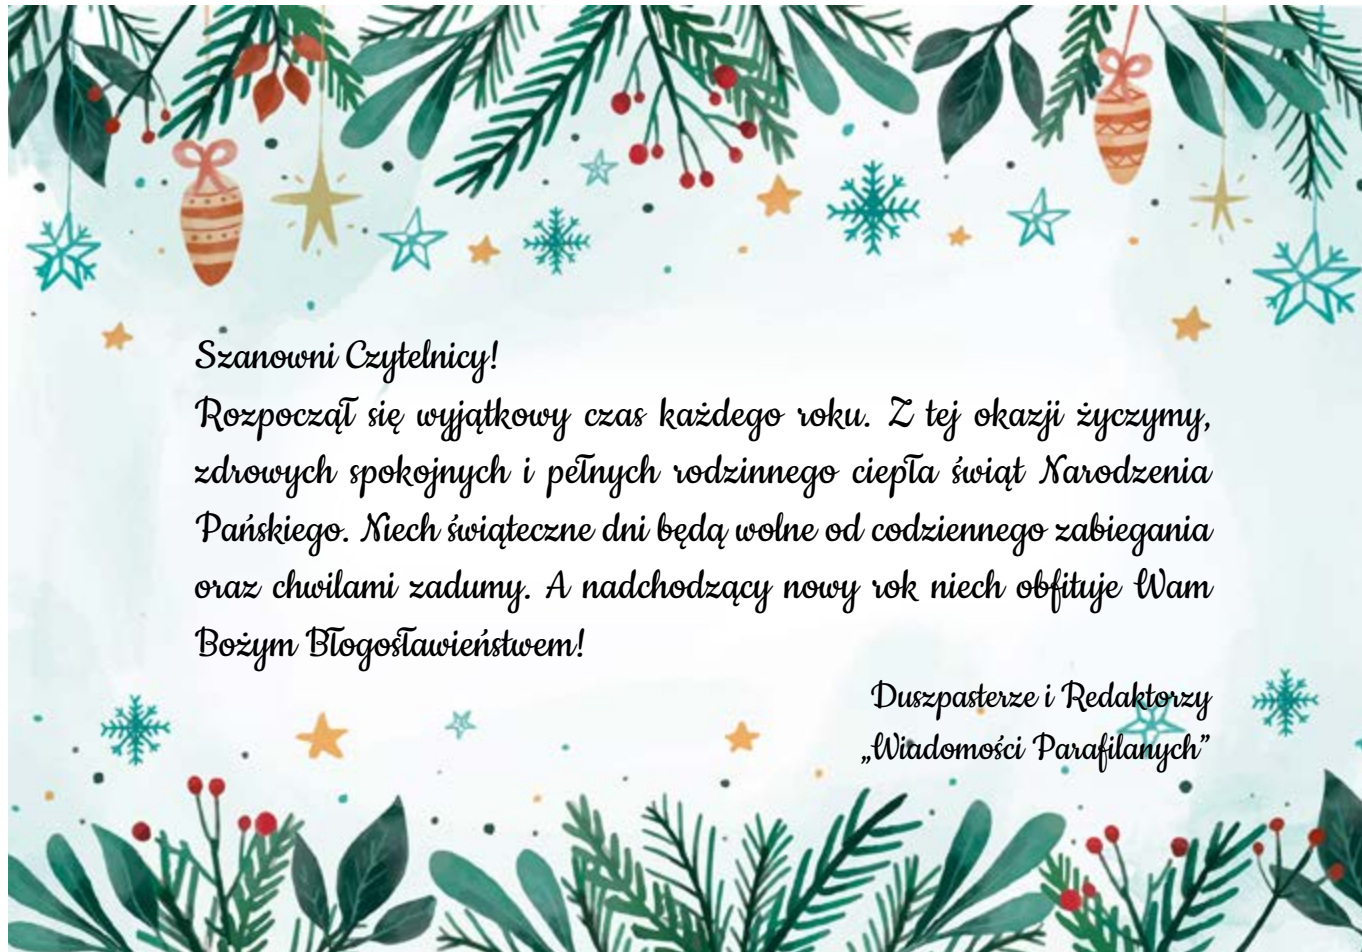 Szanowni Czytelnicy!
Rozpoczął się wyjątkowy czas każdego roku. Z tej okazji życzymy,
zdrowych spokojnych i pełnych rodzinnego ciepła świąt Narodzenia
Pańskiego. Niech świąteczne dni będą wolne od codziennego zabiegania
oraz chwilami zadumy. A nadchodzący nowy rok niech obfituje Wam
Bożym Błogosławieństwem!
Duszpasterze i Redaktorzy
„Wiadomości Parafilanych”